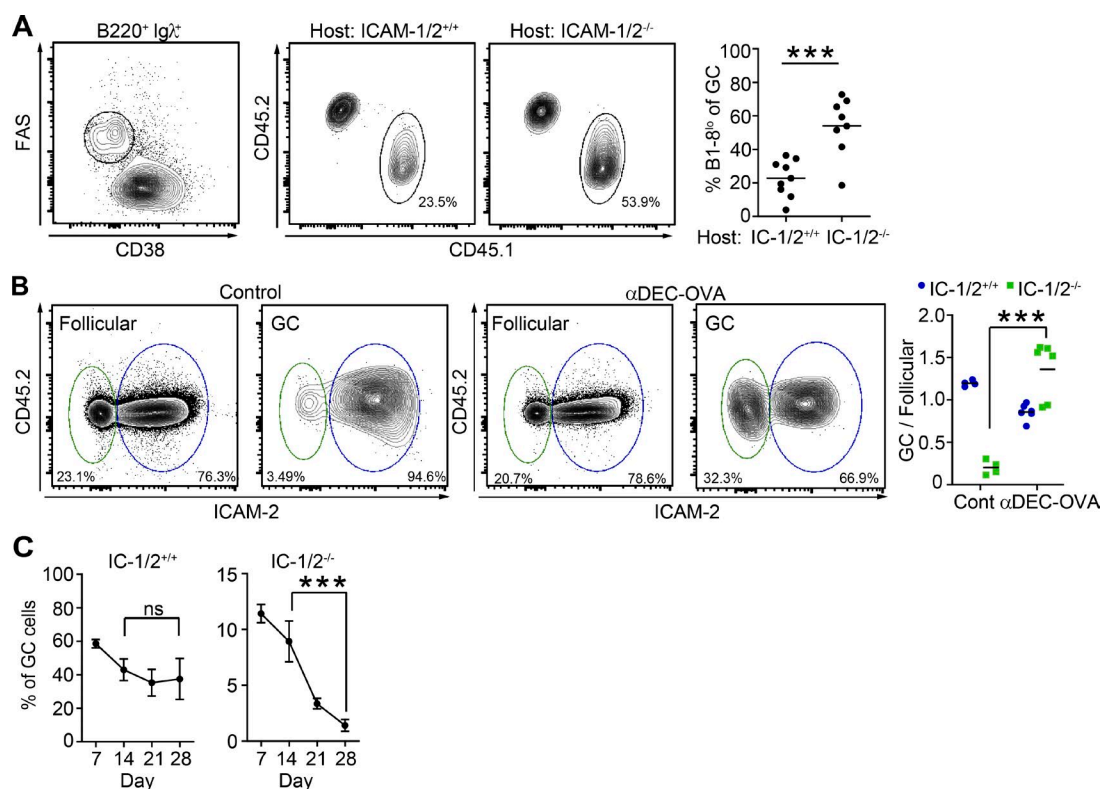 A
B220⁺ Igλ⁺
FAS
CD38
Host: ICAM-1/2⁺/⁺
Host: ICAM-1/2⁻/⁻
CD45.2
23.5%
53.9%
CD45.1
% B1-8ˡᵒ of GC
100
80
60
40
20
0
***
Host: IC-1/2⁺/⁺ IC-1/2⁻/⁻
B
Control
Follicular
GC
CD45.2
23.1%
76.3%
3.49%
94.6%
ICAM-2
αDEC-OVA
Follicular
GC
CD45.2
20.7%
78.6%
32.3%
66.9%
ICAM-2
IC-1/2⁺/⁺ IC-1/2⁻/⁻
***
GC / Follicular
2.0
1.5
1.0
0.5
0
Cont αDEC-OVA
C
IC-1/2⁺/⁺
% of GC cells
100
80
60
40
20
0
ns
7 14 21 28
Day
IC-1/2⁻/⁻
15
10
5
0
***
7 14 21 28
Day